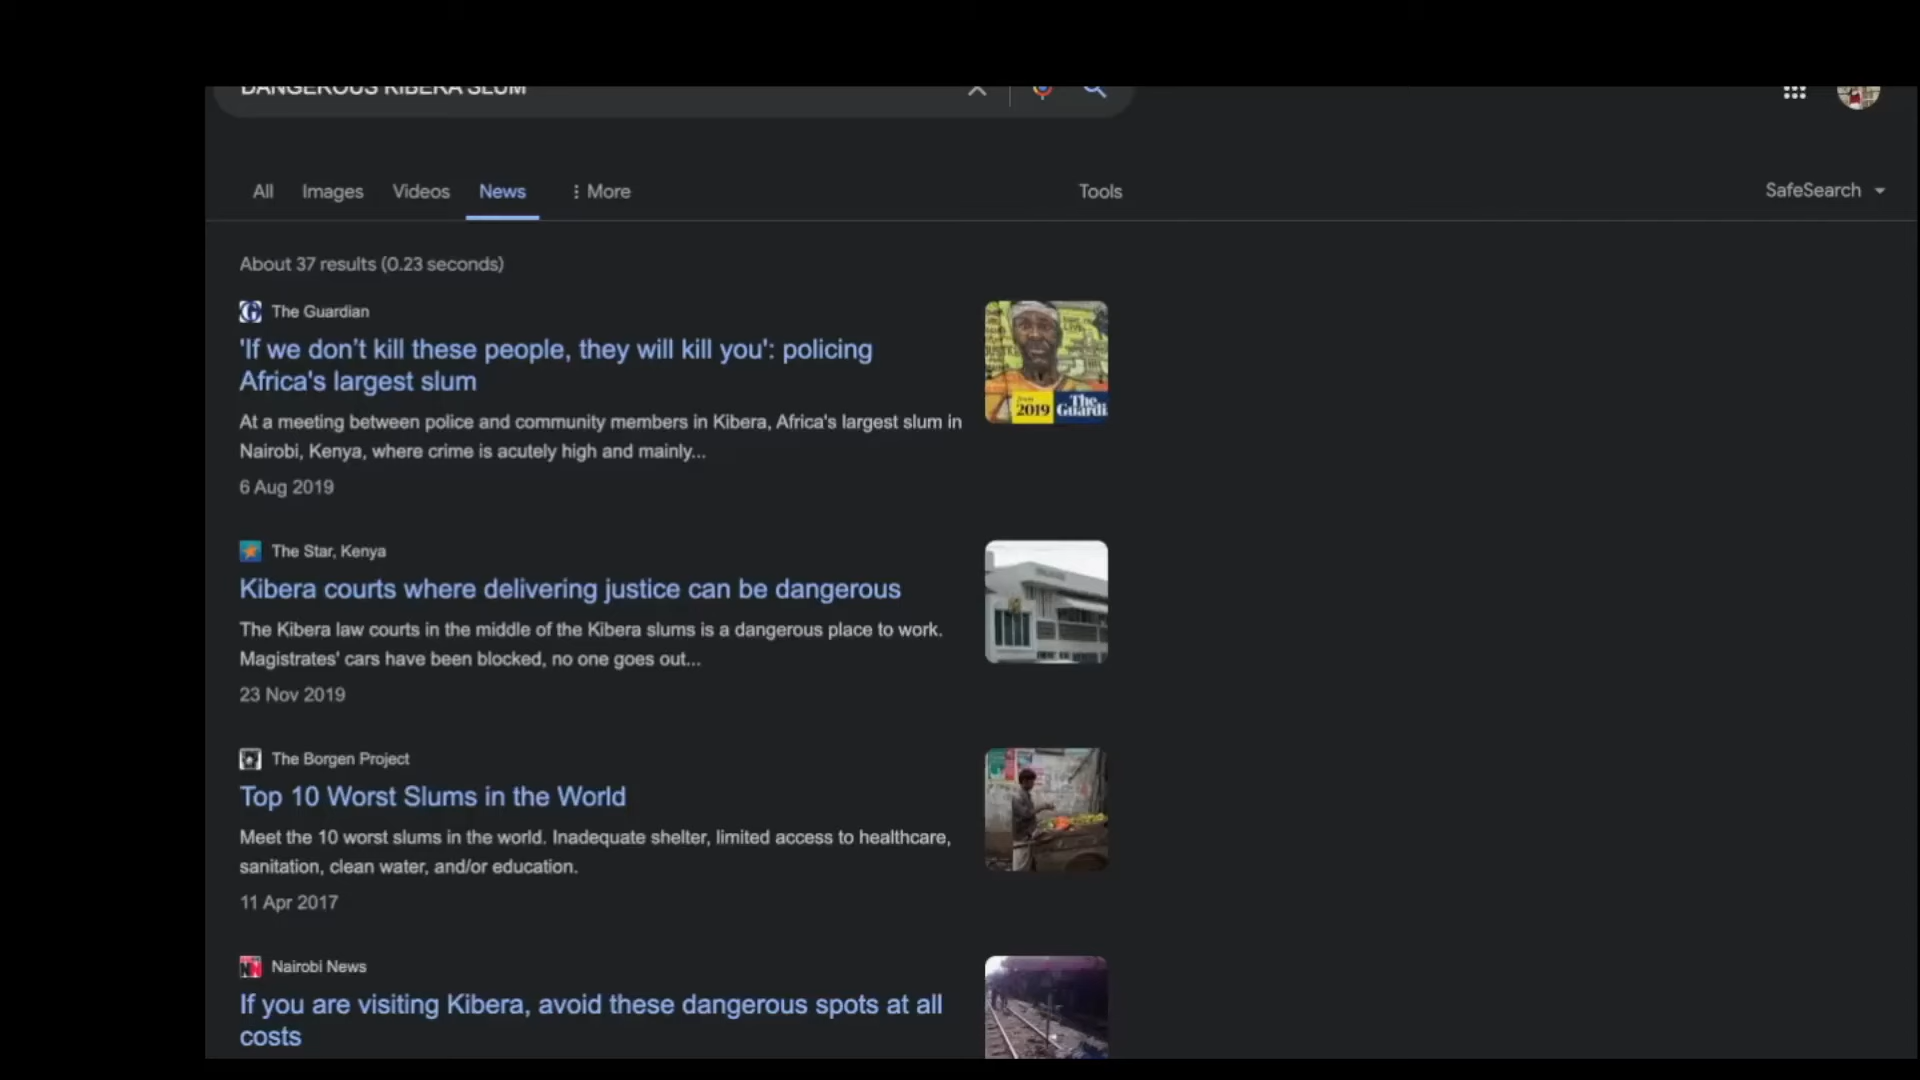 DANGEROUS KIBERA SLUM
All Images Videos News More Tools SafeSearch
About 37 results (0.23 seconds)
The Guardian
'If we don't kill these people, they will kill you': policing
Africa's largest slum
At a meeting between police and community members in Kibera, Africa's largest slum in
Nairobi, Kenya, where crime is acutely high and mainly...
6 Aug 2019
2019 The Guardi
The Star, Kenya
Kibera courts where delivering justice can be dangerous
The Kibera law courts in the middle of the Kibera slums is a dangerous place to work.
Magistrates' cars have been blocked, no one goes out...
23 Nov 2019
The Borgen Project
Top 10 Worst Slums in the World
Meet the 10 worst slums in the world. Inadequate shelter, limited access to healthcare,
sanitation, clean water, and/or education.
11 Apr 2017
Nairobi News
If you are visiting Kibera, avoid these dangerous spots at all
costs